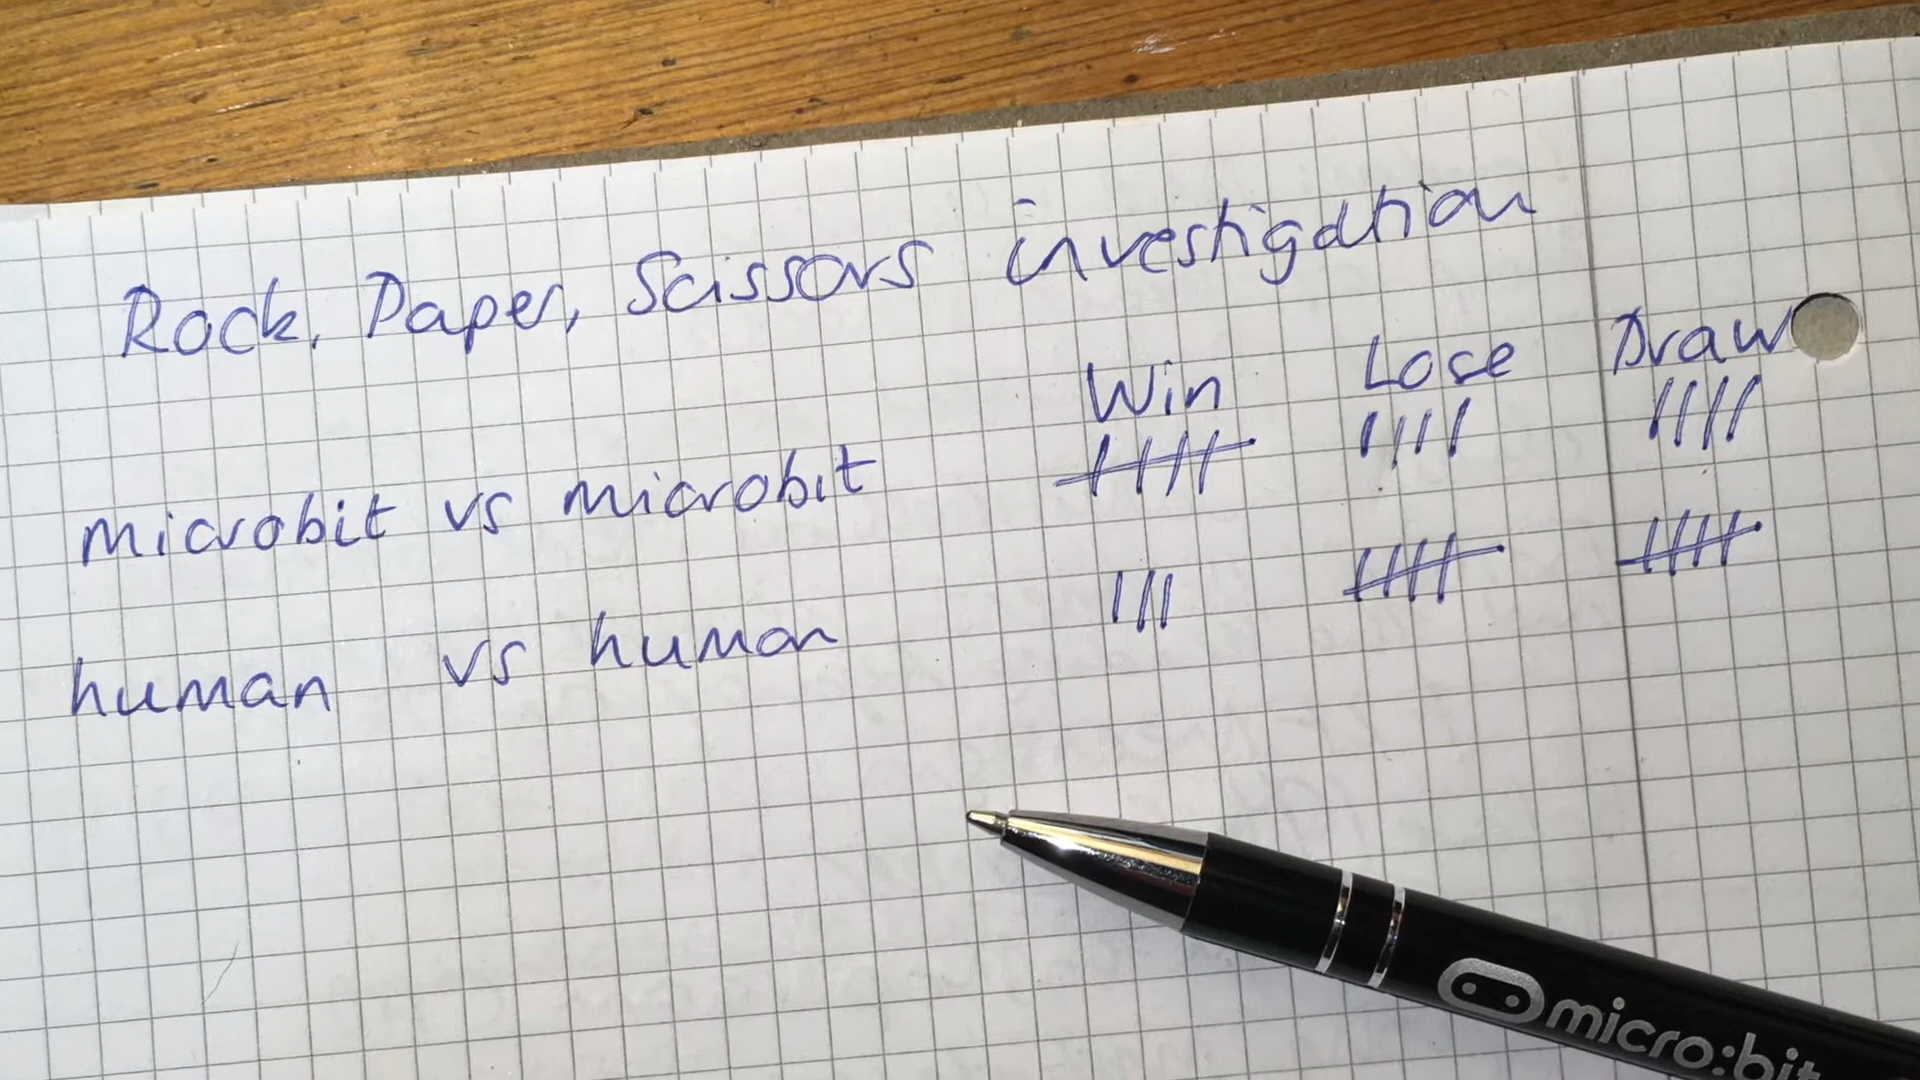 Rock, Paper, Scissors investigation
Win Lose Draw
microbit vs microbit 𝍸 |||| ||||
human vs human ||| 𝍸 𝍸
micro:bit